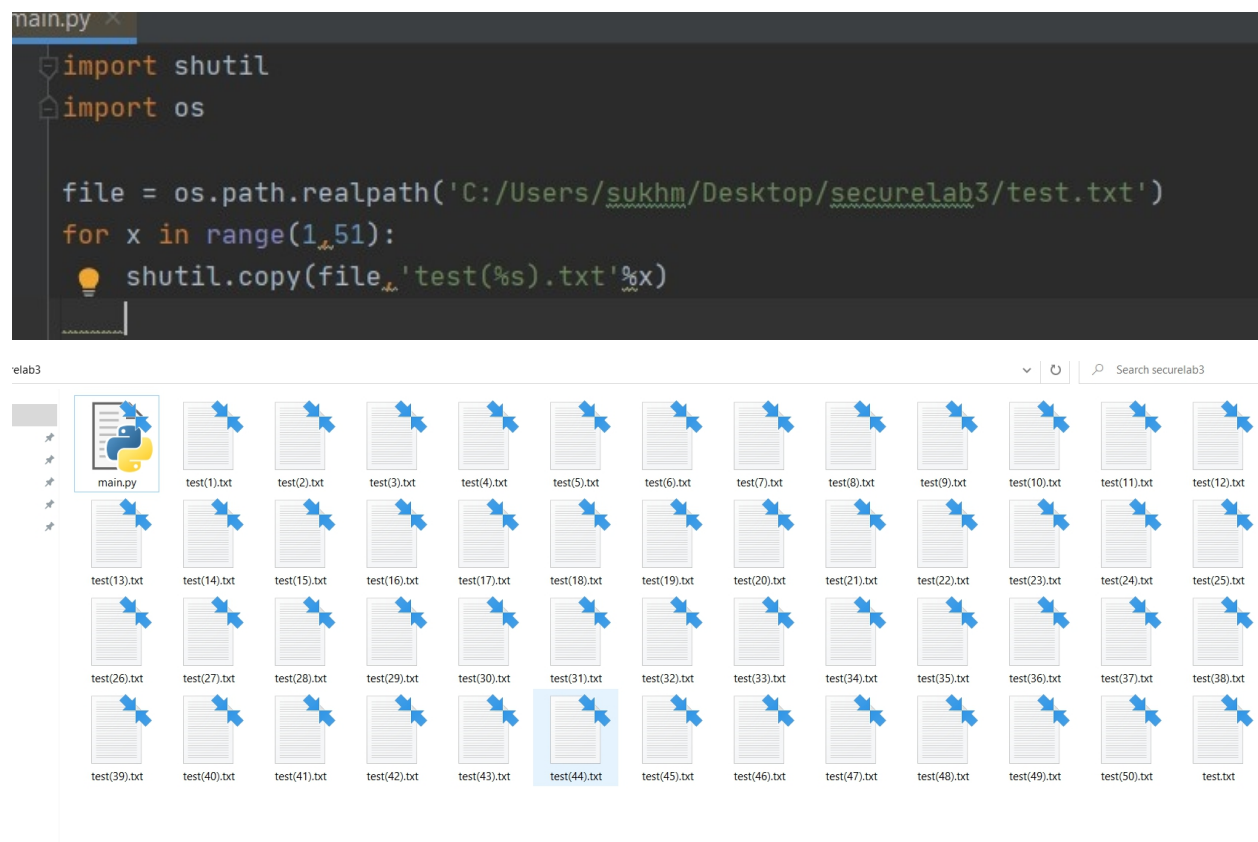 main.py
import shutil
import os
file = os.path.realpath('C:/Users/sukhm/Desktop/securelab3/test.txt')
for x in range(1,51):
shutil.copy(file,'test(%s).txt'%x)
elab3
Search securelab3
main.py test(1).txt test(2).txt test(3).txt test(4).txt test(5).txt test(6).txt test(7).txt test(8).txt test(9).txt test(10).txt test(11).txt test(12).txt
test(13).txt test(14).txt test(15).txt test(16).txt test(17).txt test(18).txt test(19).txt test(20).txt test(21).txt test(22).txt test(23).txt test(24).txt test(25).txt
test(26).txt test(27).txt test(28).txt test(29).txt test(30).txt test(31).txt test(32).txt test(33).txt test(34).txt test(35).txt test(36).txt test(37).txt test(38).txt
test(39).txt test(40).txt test(41).txt test(42).txt test(43).txt test(44).txt test(45).txt test(46).txt test(47).txt test(48).txt test(49).txt test(50).txt test.txt